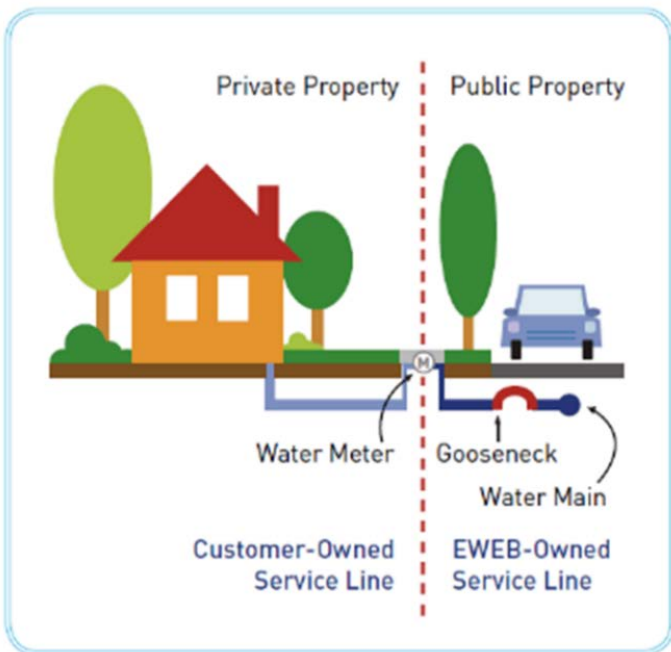 Private Property
Public Property
M
Water Meter
Gooseneck
Water Main
Customer-Owned
Service Line
EWEB-Owned
Service Line